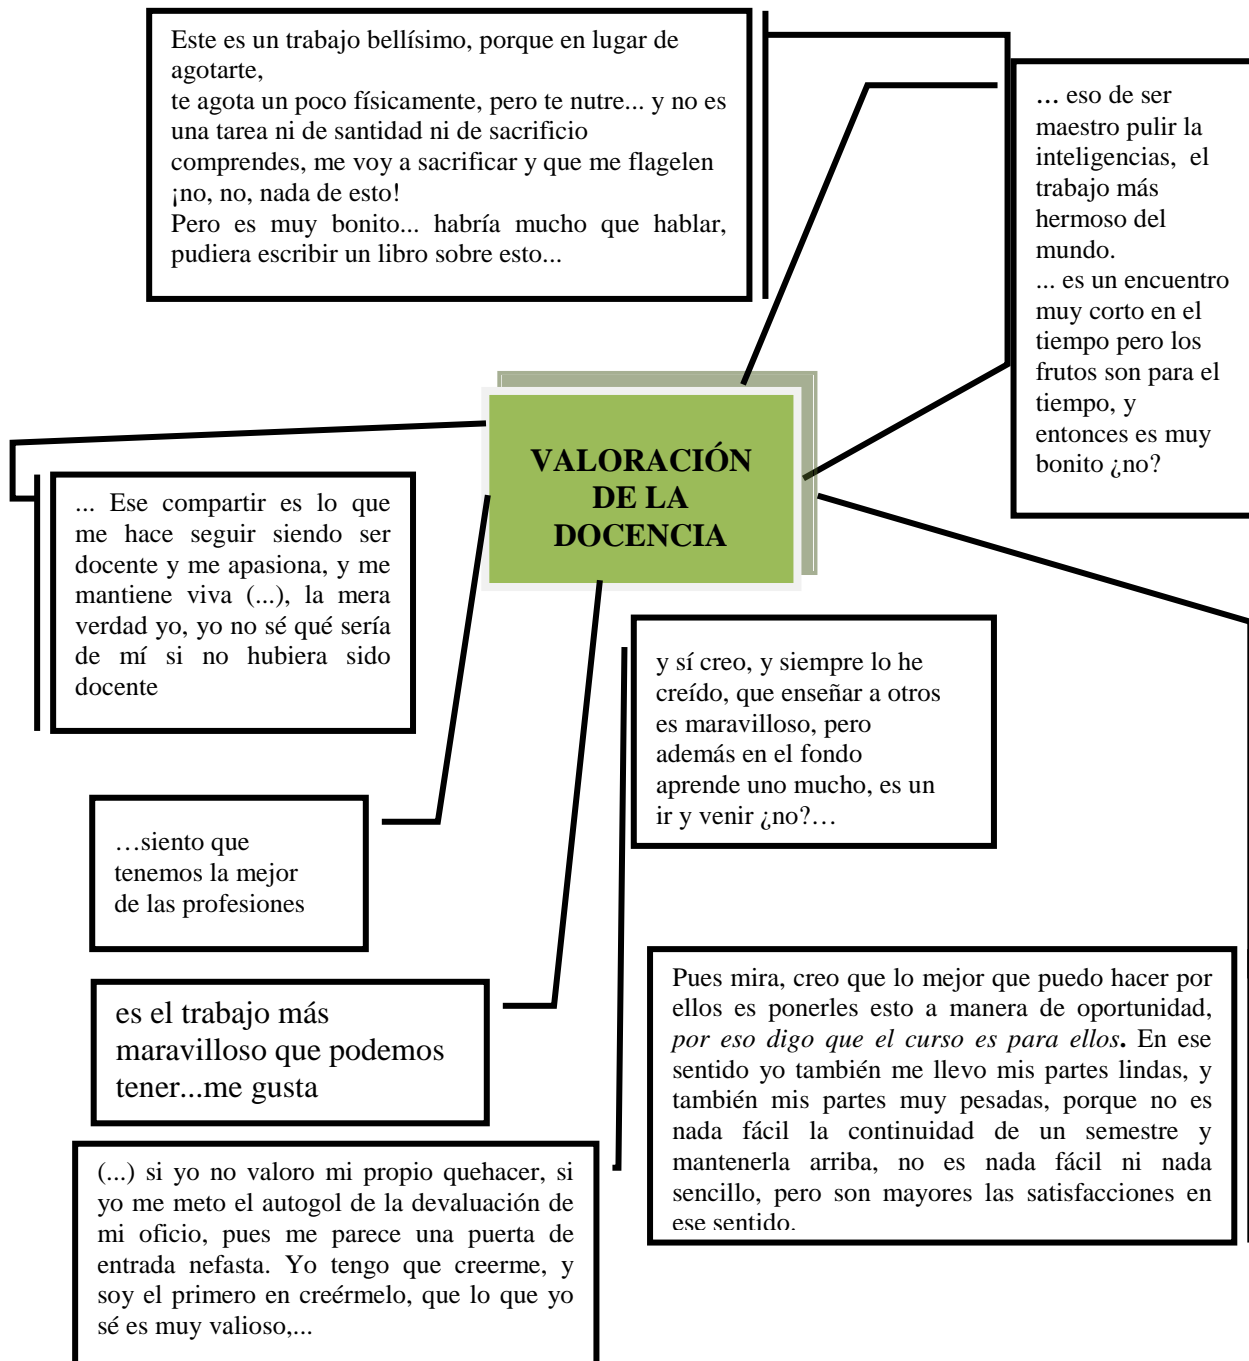 Este es un trabajo bellísimo, porque en lugar de
agotarte,
te agota un poco físicamente, pero te nutre... y no es
una tarea ni de santidad ni de sacrificio
comprendes, me voy a sacrificar y que me flagelen
¡no, no, nada de esto!
Pero es muy bonito... habría mucho que hablar,
pudiera escribir un libro sobre esto...
... eso de ser
maestro pulir la
inteligencias, el
trabajo más
hermoso del
mundo.
... es un encuentro
muy corto en el
tiempo pero los
frutos son para el
tiempo, y
entonces es muy
bonito ¿no?
VALORACIÓN
DE LA
DOCENCIA
... Ese compartir es lo que
me hace seguir siendo ser
docente y me apasiona, y me
mantiene viva (...), la mera
verdad yo, yo no sé qué sería
de mí si no hubiera sido
docente
y sí creo, y siempre lo he
creído, que enseñar a otros
es maravilloso, pero
además en el fondo
aprende uno mucho, es un
ir y venir ¿no?…
…siento que
tenemos la mejor
de las profesiones
es el trabajo más
maravilloso que podemos
tener...me gusta
Pues mira, creo que lo mejor que puedo hacer por
ellos es ponerles esto a manera de oportunidad,
por eso digo que el curso es para ellos. En ese
sentido yo también me llevo mis partes lindas, y
también mis partes muy pesadas, porque no es
nada fácil la continuidad de un semestre y
mantenerla arriba, no es nada fácil ni nada
sencillo, pero son mayores las satisfacciones en
ese sentido.
(...) si yo no valoro mi propio quehacer, si
yo me meto el autogol de la devaluación de
mi oficio, pues me parece una puerta de
entrada nefasta. Yo tengo que creerme, y
soy el primero en creérmelo, que lo que yo
sé es muy valioso,...